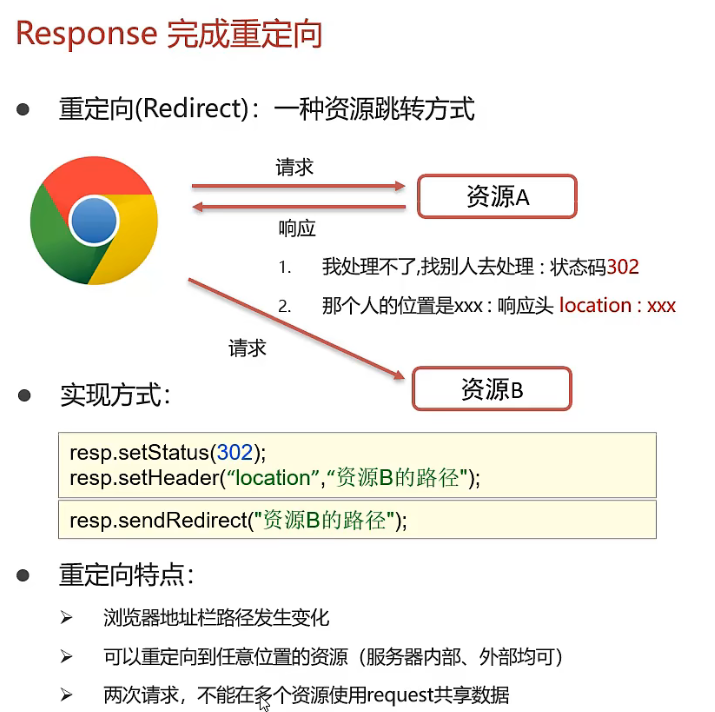 Response 完成重定向
● 重定向(Redirect)：一种资源跳转方式
请求
资源A
响应
1. 我处理不了,找别人去处理 : 状态码302
2. 那个人的位置是xxx : 响应头 location : xxx
请求
资源B
● 实现方式：
resp.setStatus(302);
resp.setHeader(“location”,“资源B的路径");
resp.sendRedirect("资源B的路径");
● 重定向特点：
➢ 浏览器地址栏路径发生变化
➢ 可以重定向到任意位置的资源（服务器内部、外部均可）
➢ 两次请求，不能在多个资源使用request共享数据